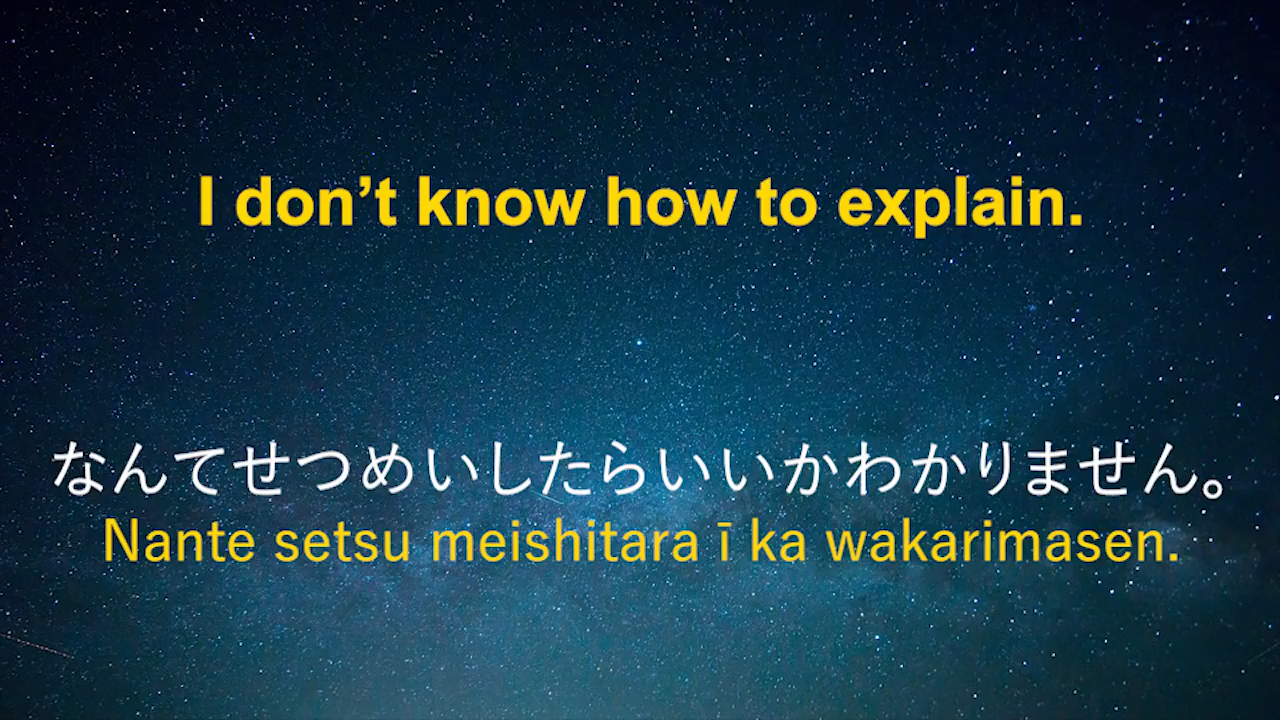 I don’t know how to explain.
なんてせつめいしたらいいかわかりません。
Nante setsu meishitara ī ka wakarimasen.